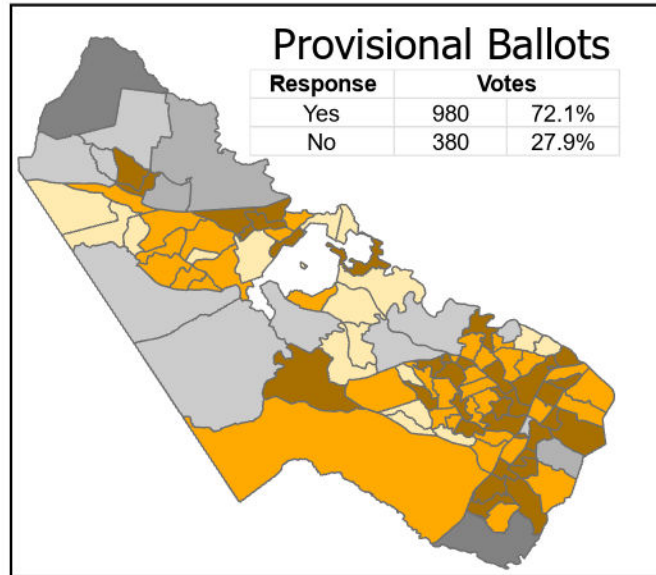 Provisional Ballots
Response Votes
Yes 980 72.1%
No 380 27.9%